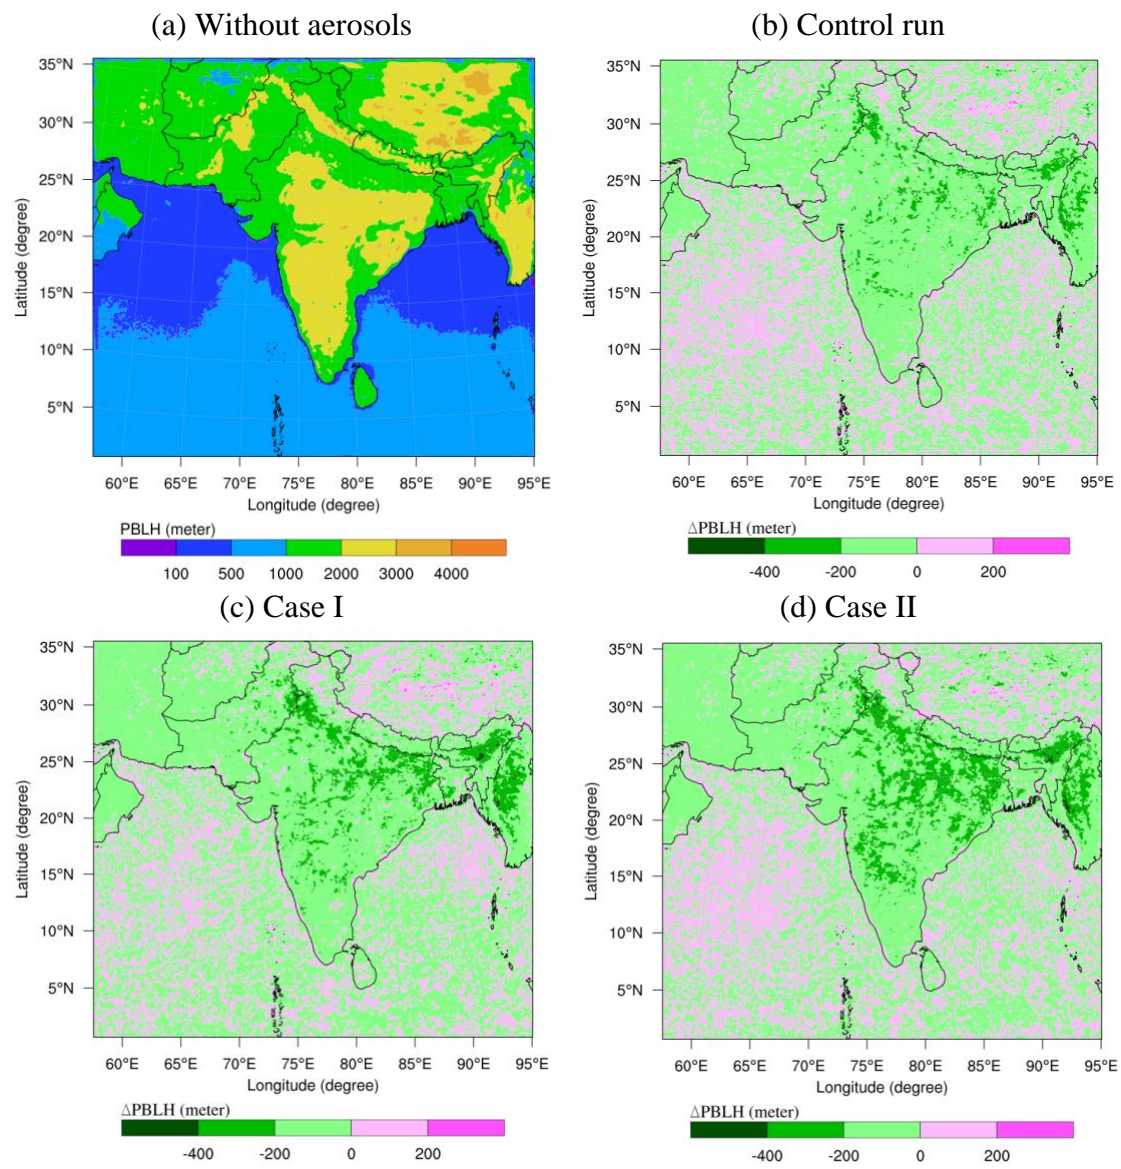 (a) Without aerosols
(b) Control run
35°N
30°N
25°N
20°N
15°N
10°N
5°N
Latitude (degree)
60°E 65°E 70°E 75°E 80°E 85°E 90°E 95°E
Longitude (degree)
PBLH (meter)
100 500 1000 2000 3000 4000
35°N
30°N
25°N
20°N
15°N
10°N
5°N
Latitude (degree)
60°E 65°E 70°E 75°E 80°E 85°E 90°E 95°E
Longitude (degree)
ΔPBLH (meter)
-400 -200 0 200
(c) Case I
(d) Case II
35°N
30°N
25°N
20°N
15°N
10°N
5°N
Latitude (degree)
60°E 65°E 70°E 75°E 80°E 85°E 90°E 95°E
Longitude (degree)
ΔPBLH (meter)
-400 -200 0 200
35°N
30°N
25°N
20°N
15°N
10°N
5°N
Latitude (degree)
60°E 65°E 70°E 75°E 80°E 85°E 90°E 95°E
Longitude (degree)
ΔPBLH (meter)
-400 -200 0 200